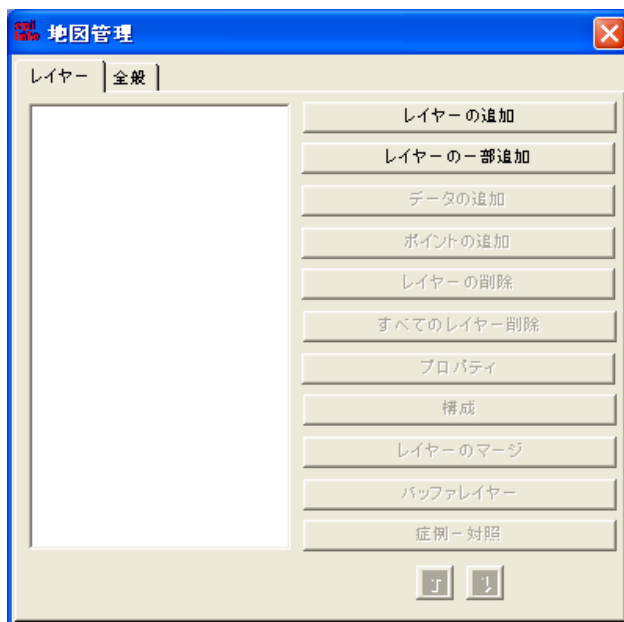 epi info 地図管理
レイヤー 全般
レイヤーの追加
レイヤーの一部追加
データの追加
ポイントの追加
レイヤーの削除
すべてのレイヤー削除
プロパティ
構成
レイヤーのマージ
バッファレイヤー
症例－対照